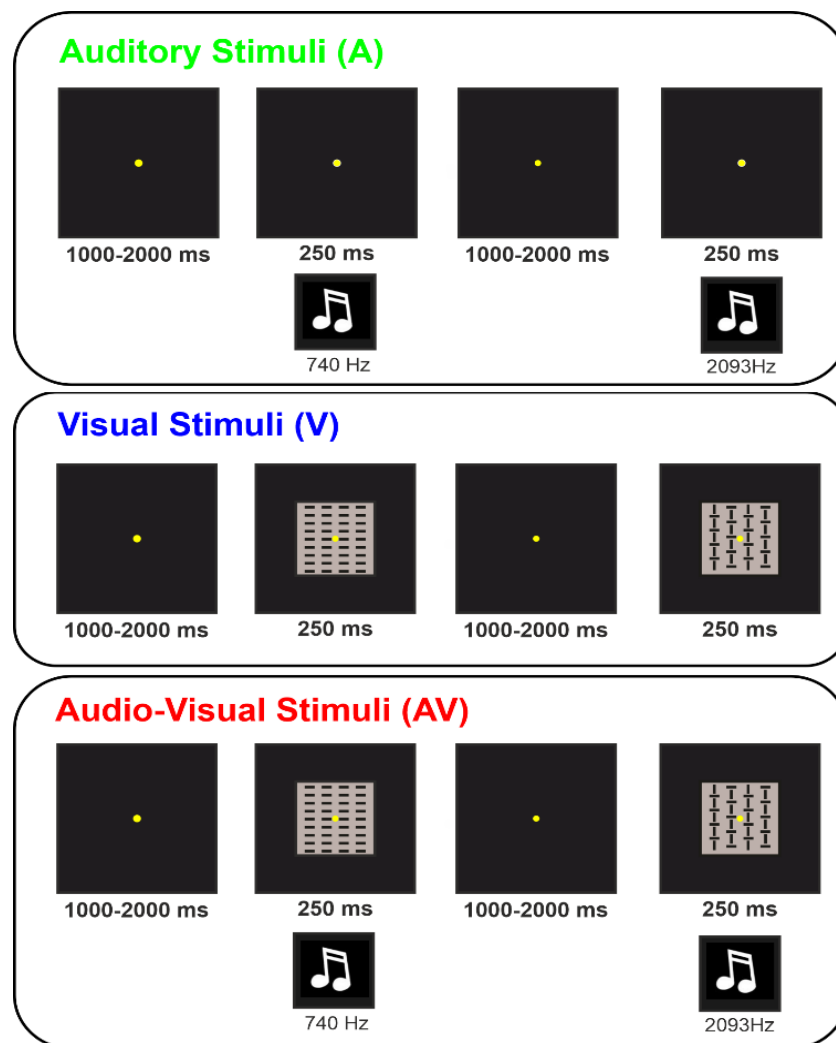 Auditory Stimuli (A)
1000-2000 ms 250 ms 1000-2000 ms 250 ms
740 Hz 2093Hz
Visual Stimuli (V)
1000-2000 ms 250 ms 1000-2000 ms 250 ms
Audio-Visual Stimuli (AV)
1000-2000 ms 250 ms 1000-2000 ms 250 ms
740 Hz 2093Hz